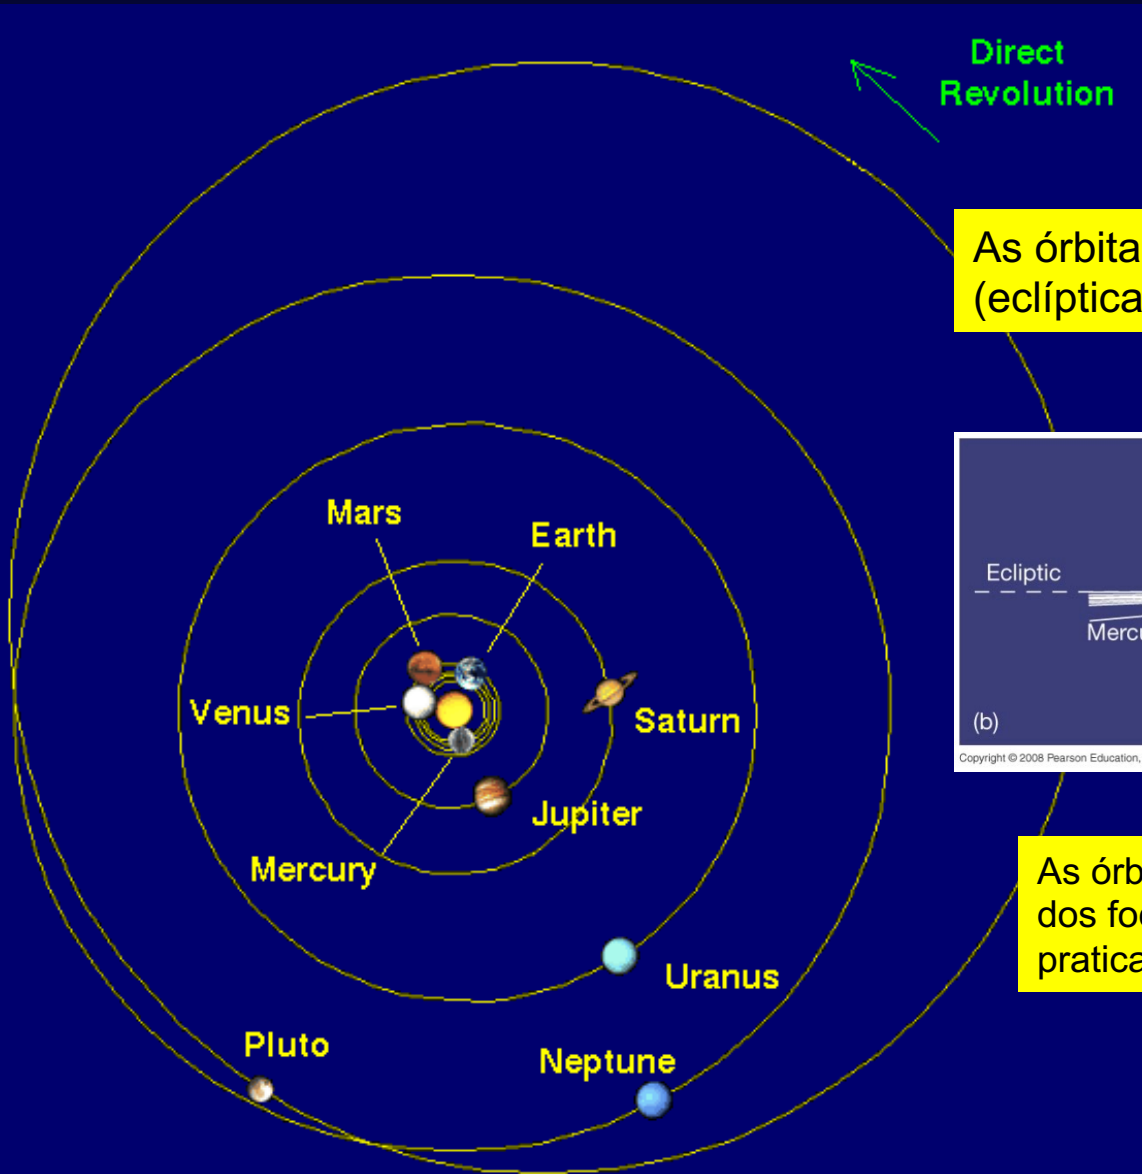 Direct
Revolution
As órbita
(eclíptica
Mars
Earth
Ecliptic
Mercu
Venus
Saturn
(b)
Copyright © 2008 Pearson Education,
Jupiter
Mercury
As órb
dos foc
pratica
Uranus
Pluto
Neptune